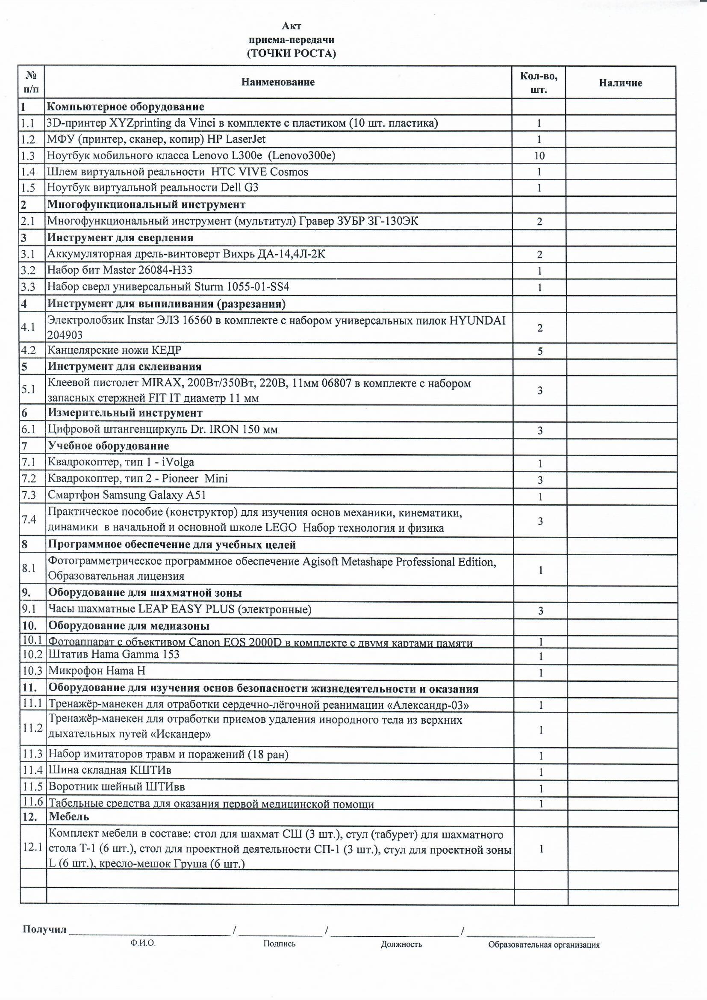 Акт
приема-передачи
(ТОЧКИ РОСТА)
№ п/п Наименование Кол-во, шт. Наличие
1 Компьютерное оборудование
1.1 3D-принтер XYZprinting da Vinci в комплекте с пластиком (10 шт. пластика) 1
1.2 МФУ (принтер, сканер, копир) HP LaserJet 1
1.3 Ноутбук мобильного класса Lenovo L300e (Lenovo300e) 10
1.4 Шлем виртуальной реальности HTC VIVE Cosmos 1
1.5 Ноутбук виртуальной реальности Dell G3 1
2 Многофункциональный инструмент
2.1 Многофункциональный инструмент (мультитул) Гравер ЗУБР ЗГ-130ЭК 2
3 Инструмент для сверления
3.1 Аккумуляторная дрель-винтоверт Вихрь ДА-14,4Л-2К 2
3.2 Набор бит Master 26084-H33 1
3.3 Набор сверл универсальный Sturm 1055-01-SS4 1
4 Инструмент для выпиливания (разрезания)
4.1 Электролобзик Instar ЭЛЗ 16560 в комплекте с набором универсальных пилок HYUNDAI
204903 2
4.2 Канцелярские ножи КЕДР 5
5 Инструмент для склеивания
5.1 Клеевой пистолет MIRAX, 200Вт/350Вт, 220В, 11мм 06807 в комплекте с набором
запасных стержней FIT IT диаметр 11 мм 3
6 Измерительный инструмент
6.1 Цифровой штангенциркуль Dr. IRON 150 мм 3
7 Учебное оборудование
7.1 Квадрокоптер, тип 1 - iVolga 1
7.2 Квадрокоптер, тип 2 - Pioneer Mini 3
7.3 Смартфон Samsung Galaxy A51 1
7.4 Практическое пособие (конструктор) для изучения основ механики, кинематики,
динамики в начальной и основной школе LEGO Набор технология и физика 3
8 Программное обеспечение для учебных целей
8.1 Фотограмметрическое программное обеспечение Agisoft Metashape Professional Edition,
Образовательная лицензия 1
9. Оборудование для шахматной зоны
9.1 Часы шахматные LEAP EASY PLUS (электронные) 3
10. Оборудование для медиазоны
10.1 Фотоаппарат с объективом Canon EOS 2000D в комплекте с двумя картами памяти 1
10.2 Штатив Hama Gamma 153 1
10.3 Микрофон Hama H 1
11. Оборудование для изучения основ безопасности жизнедеятельности и оказания
11.1 Тренажёр-манекен для отработки сердечно-лёгочной реанимации «Александр-03» 1
11.2 Тренажёр-манекен для отработки приемов удаления инородного тела из верхних
дыхательных путей «Искандер» 1
11.3 Набор имитаторов травм и поражений (18 ран) 1
11.4 Шина складная КШТИв 1
11.5 Воротник шейный ШТИвв 1
11.6 Табельные средства для оказания первой медицинской помощи 1
12. Мебель
12.1 Комплект мебели в составе: стол для шахмат СШ (3 шт.), стул (табурет) для шахматного
стола Т-1 (6 шт.), стол для проектной деятельности СП-1 (3 шт.), стул для проектной зоны
L (6 шт.), кресло-мешок Груша (6 шт.) 1
Получил / / /
Ф.И.О. Подпись Должность Образовательная организация